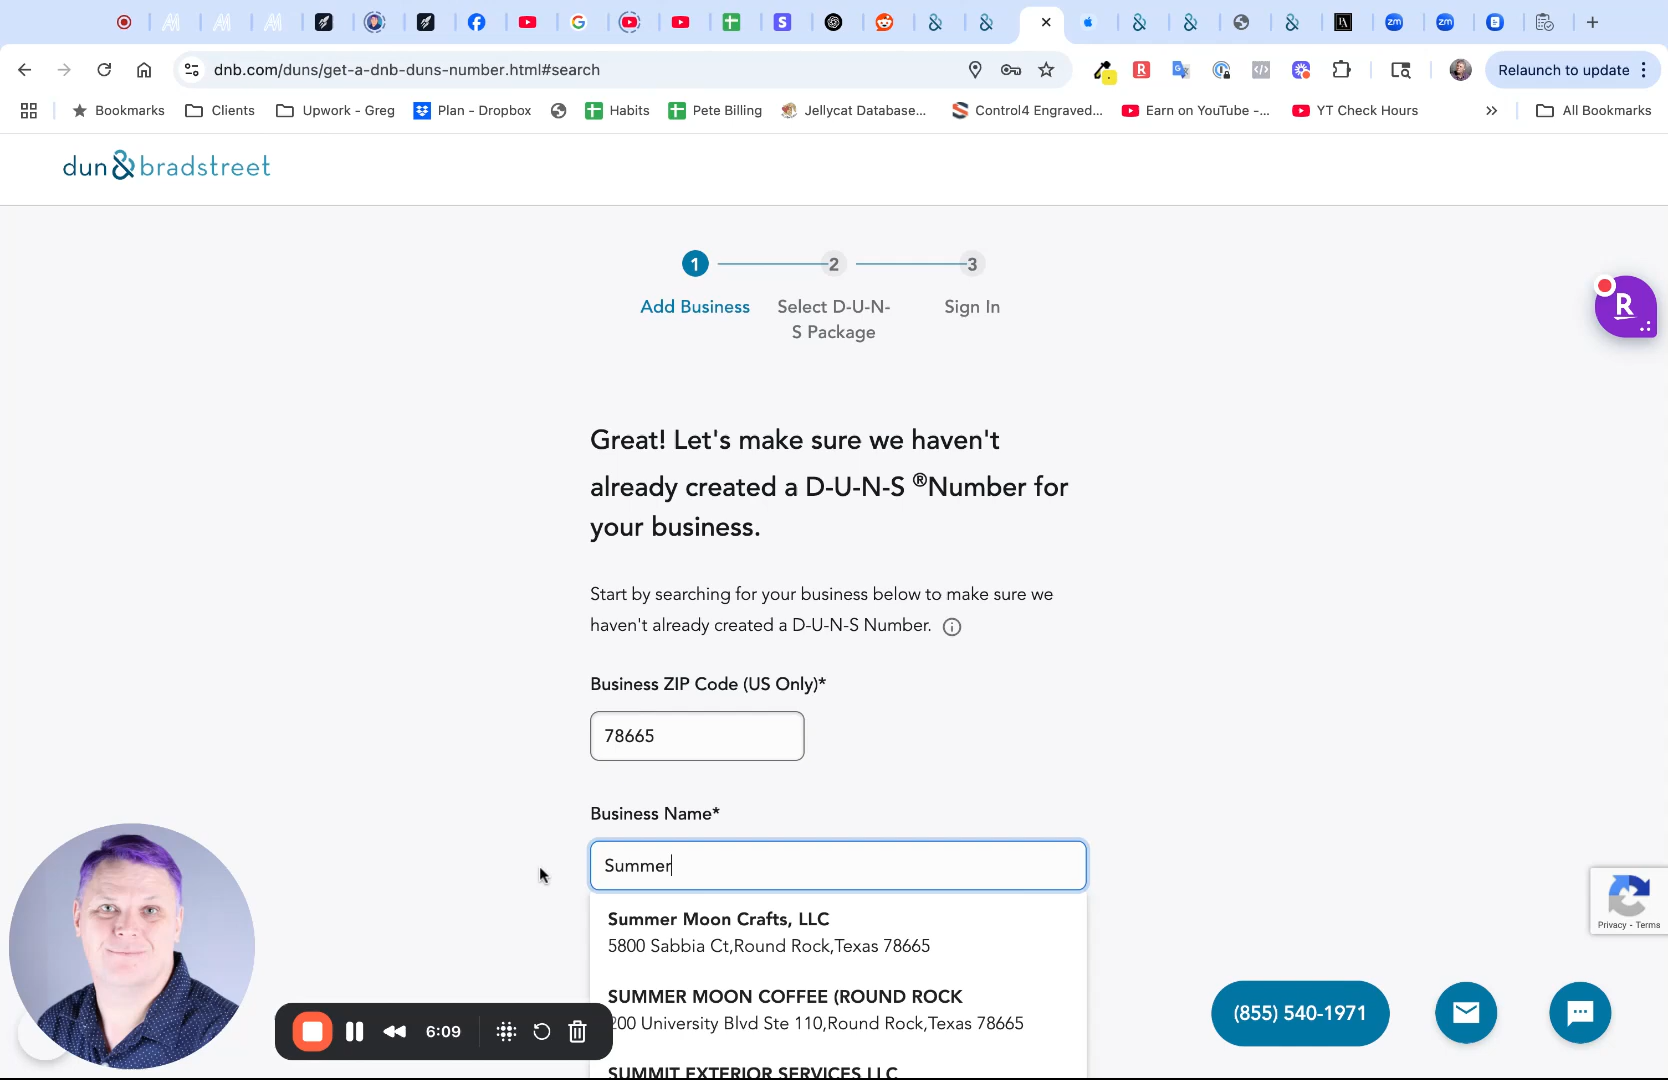 dnb.com/duns/get-a-dnb-duns-number.html#search
Relaunch to update
Bookmarks
Clients
Upwork - Greg
Plan - Dropbox
Habits
Pete Billing
Jellycat Database...
Control4 Engraved...
Earn on YouTube -...
YT Check Hours
»
All Bookmarks
dun & bradstreet
1
2
3
Add Business
Select D-U-N-
S Package
Sign In
Great! Let's make sure we haven't
already created a D-U-N-S ®Number for
your business.
Start by searching for your business below to make sure we
haven't already created a D-U-N-S Number.
Business ZIP Code (US Only)*
78665
Business Name*
Summer
Summer Moon Crafts, LLC
5800 Sabbia Ct,Round Rock,Texas 78665
SUMMER MOON COFFEE (ROUND ROCK
200 University Blvd Ste 110,Round Rock,Texas 78665
SUMMIT EXTERIOR SERVICES LLC
6:09
(855) 540-1971
Privacy - Terms
R